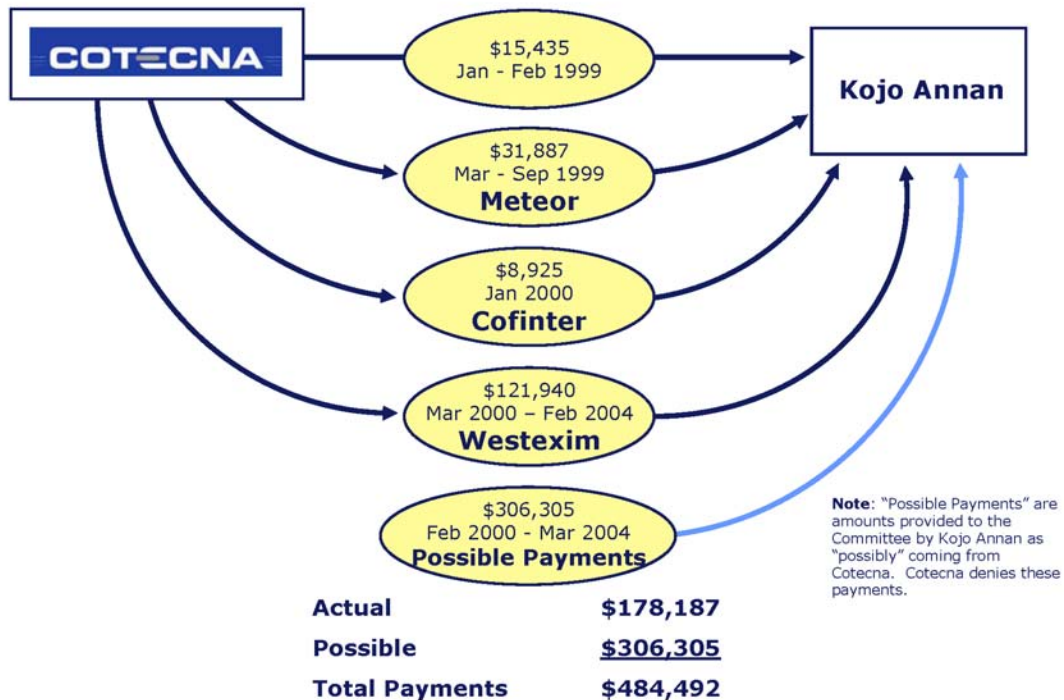 COTECNA
$15,435
Jan - Feb 1999
Kojo Annan
$31,887
Mar - Sep 1999
Meteor
$8,925
Jan 2000
Cofinter
$121,940
Mar 2000 – Feb 2004
Westexim
$306,305
Feb 2000 - Mar 2004
Possible Payments
Note: “Possible Payments” are
amounts provided to the
Committee by Kojo Annan as
“possibly” coming from
Cotecna. Cotecna denies these
payments.
Actual $178,187
Possible $306,305
Total Payments $484,492